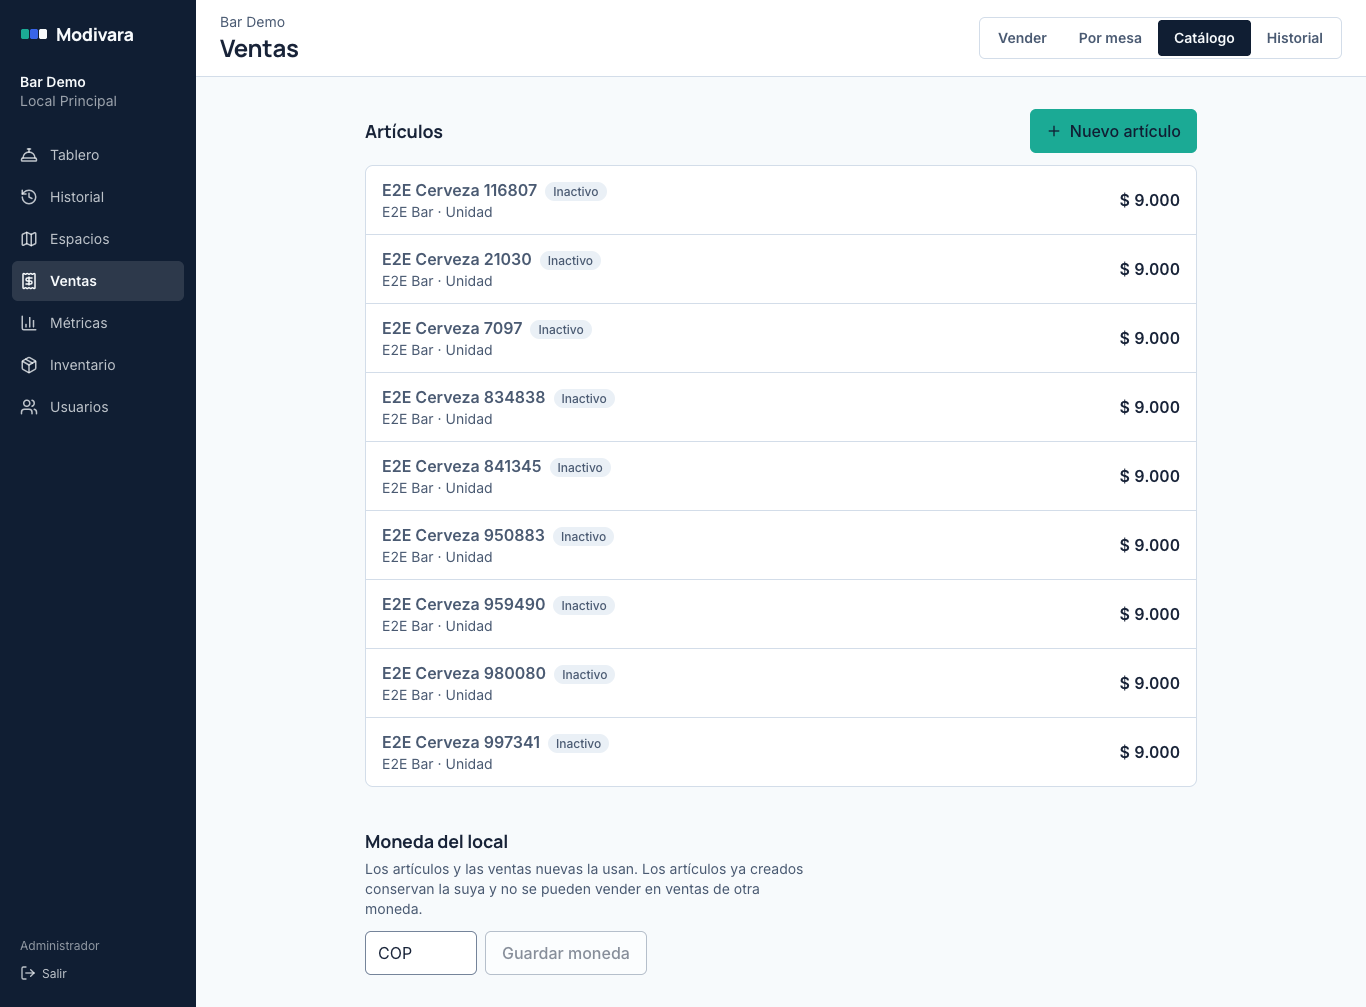 Modivara
Bar Demo
Local Principal
Tablero
Historial
Espacios
Ventas
Métricas
Inventario
Usuarios
Administrador
Salir
Bar Demo
Ventas
Vender
Por mesa
Catálogo
Historial
Artículos
+ Nuevo artículo
E2E Cerveza 116807 Inactivo
E2E Bar · Unidad
$ 9.000
E2E Cerveza 21030 Inactivo
E2E Bar · Unidad
$ 9.000
E2E Cerveza 7097 Inactivo
E2E Bar · Unidad
$ 9.000
E2E Cerveza 834838 Inactivo
E2E Bar · Unidad
$ 9.000
E2E Cerveza 841345 Inactivo
E2E Bar · Unidad
$ 9.000
E2E Cerveza 950883 Inactivo
E2E Bar · Unidad
$ 9.000
E2E Cerveza 959490 Inactivo
E2E Bar · Unidad
$ 9.000
E2E Cerveza 980080 Inactivo
E2E Bar · Unidad
$ 9.000
E2E Cerveza 997341 Inactivo
E2E Bar · Unidad
$ 9.000
Moneda del local
Los artículos y las ventas nuevas la usan. Los artículos ya creados
conservan la suya y no se pueden vender en ventas de otra
moneda.
COP
Guardar moneda